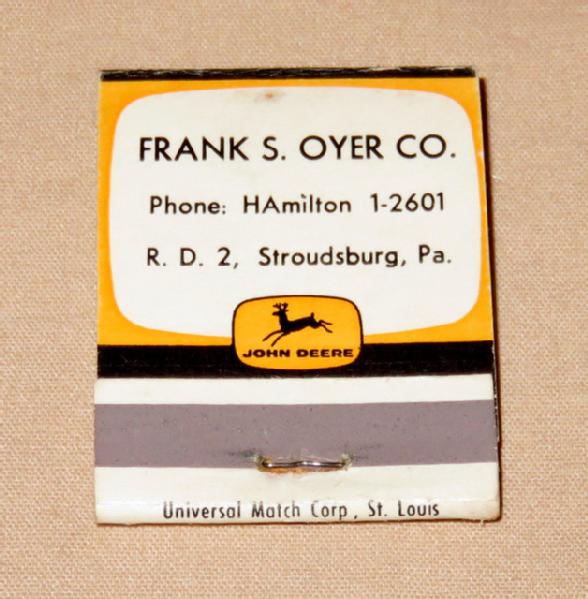 FRANK S. OYER CO.
Phone: HAmilton 1-2601
R. D. 2, Stroudsburg, Pa.
JOHN DEERE
Universal Match Corp., St. Louis